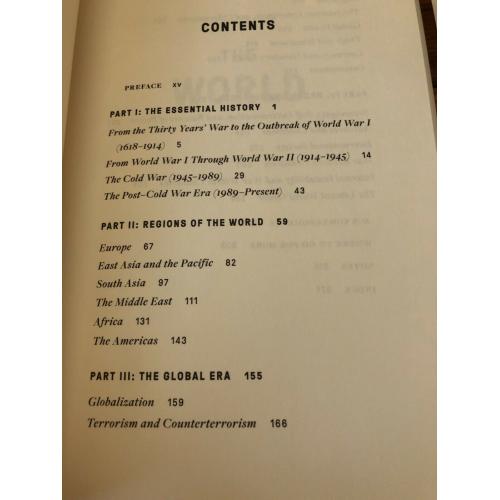 CONTENTS
PREFACE xv
PART I: THE ESSENTIAL HISTORY 1
From the Thirty Years' War to the Outbreak of World War I
(1618–1914) 5
From World War I Through World War II (1914–1945) 14
The Cold War (1945–1989) 29
The Post–Cold War Era (1989–Present) 43
PART II: REGIONS OF THE WORLD 59
Europe 67
East Asia and the Pacific 82
South Asia 97
The Middle East 111
Africa 131
The Americas 143
PART III: THE GLOBAL ERA 155
Globalization 159
Terrorism and Counterterrorism 166